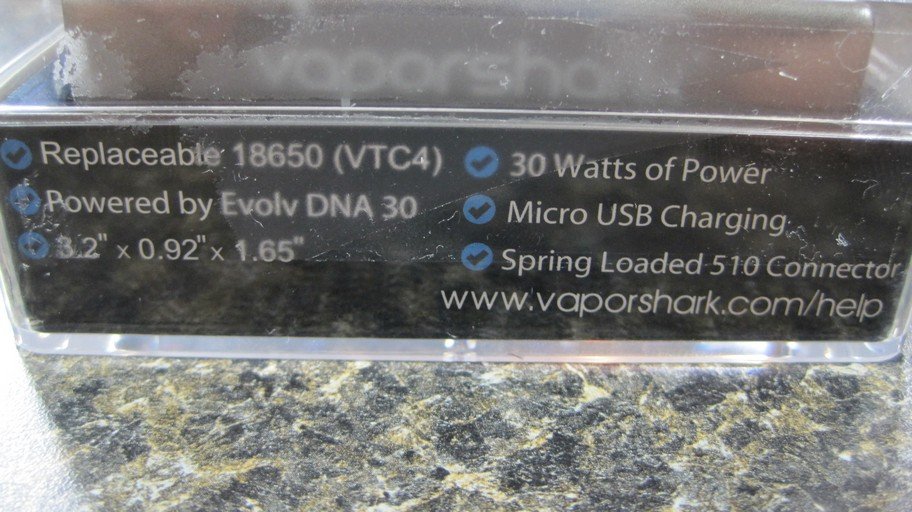 vaporsha
Replaceable 18650 (VTC4)
Powered by Evolv DNA 30
3.2" x 0.92" x 1.65"
30 Watts of Power
Micro USB Charging
Spring Loaded 510 Connector
www.vaporshark.com/help